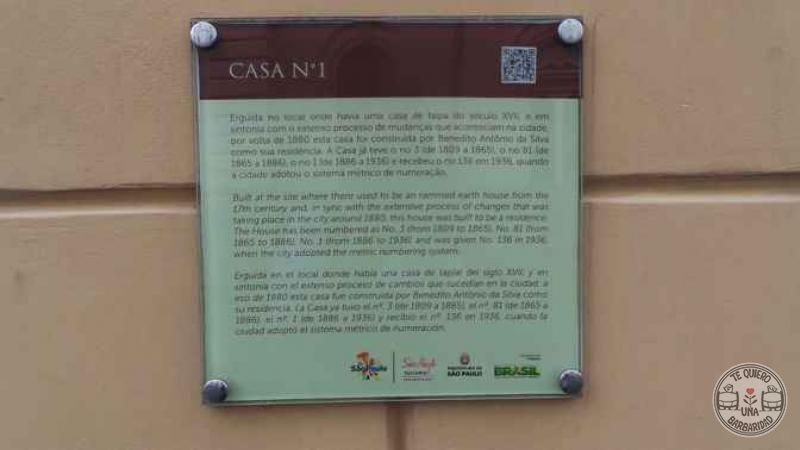 CASA N°1
Erguida no local onde havia uma casa de taipa do século XVII, e em
sintonia com o extenso processo de mudanças que aconteciam na cidade,
por volta de 1880 esta casa foi construída por Benedito Antônio da Silva
como sua residência. A Casa já teve o no 3 (de 1809 a 1865), o no 81 (de
1865 a 1886), o no 1 (de 1886 a 1936) e recebeu o no 136 em 1936, quando
a cidade adotou o sistema métrico de numeração.
Built at the site where there used to be an rammed earth house from the
17th century and, in sync with the extensive process of changes that was
taking place in the city around 1880, this house was built to be a residence.
The House has been numbered as No. 3 (from 1809 to 1865), No. 81 (from
1865 to 1886), No. 1 (from 1886 to 1936) and was given No. 136 in 1936,
when the city adopted the metric numbering system.
Erguida en el local donde había una casa de tapial del siglo XVII, y en
sintonía con el extenso proceso de cambios que sucedían en la ciudad, a
eso de 1880 esta casa fue construida por Benedito Antônio da Silva como
su residencia. La Casa ya tuvo el nº. 3 (de 1809 a 1865), el nº. 81 (de 1865 a
1886), el nº. 1 (de 1886 a 1936) y recibió el nº. 136 en 1936, cuando la
ciudad adoptó el sistema métrico de numeración.
São Paulo
São Paulo
turismo
PREFEITURA DE
SÃO PAULO
BRASIL
TE QUIERO
UNA
BARBARIDAD